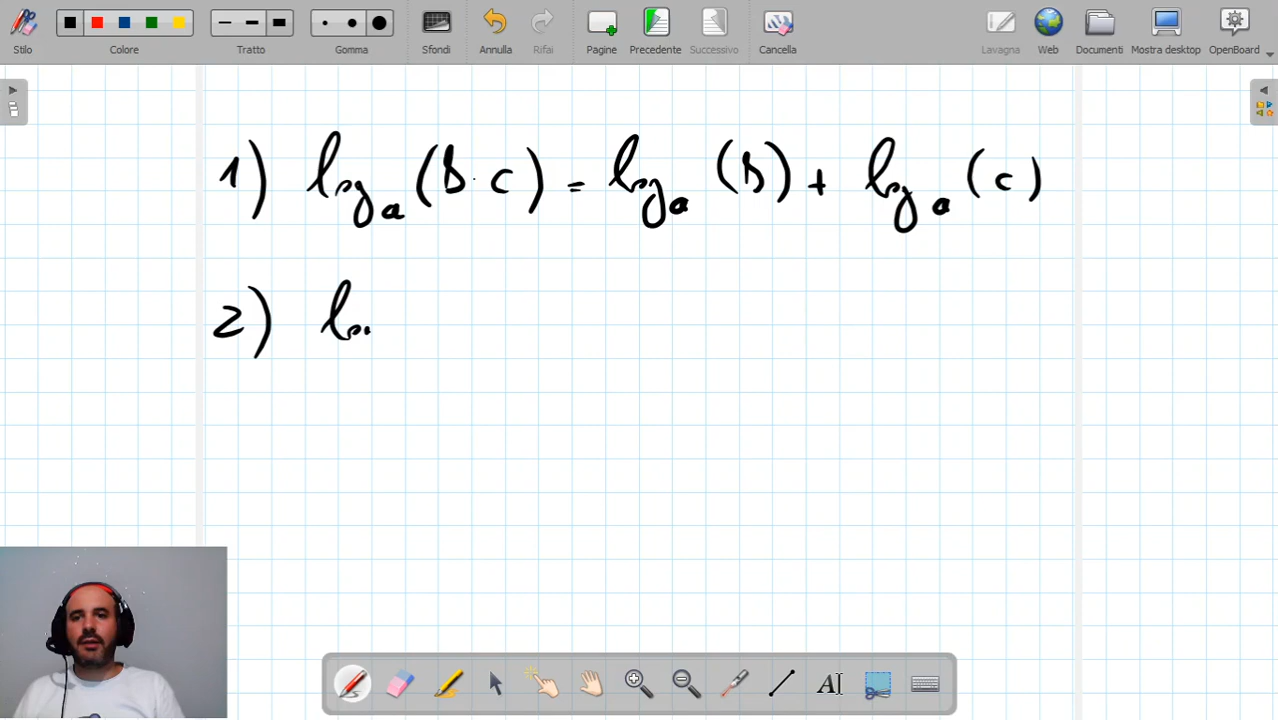 Stilo Colore Tratto Gomma Sfondi Annulla Rifai Pagine Precedente Successivo Cancella Lavagna Web Documenti Mostra desktop OpenBoard
1) log_a (b · c) = log_a (b) + log_a (c)
2) lo